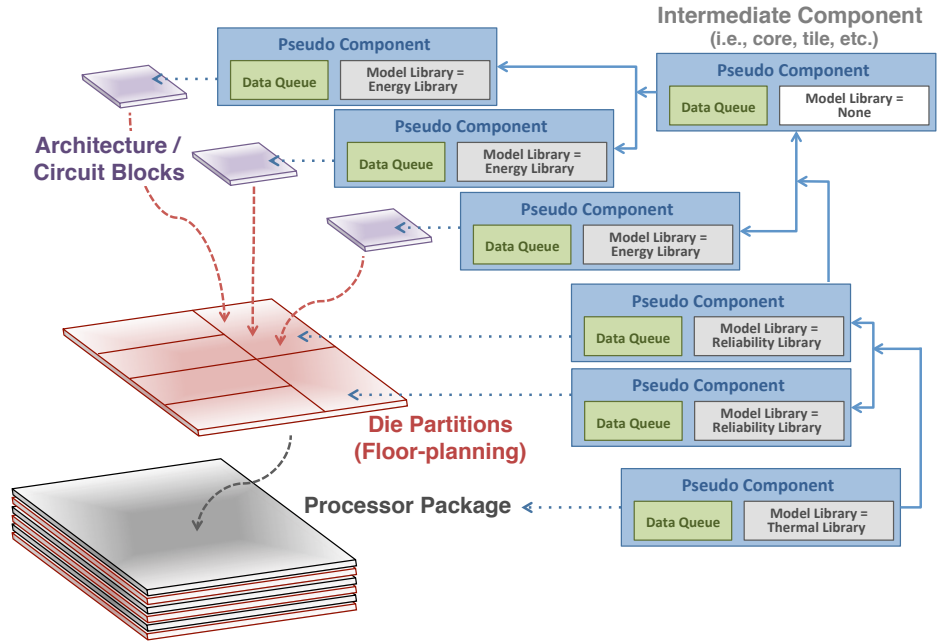 Intermediate Component
(i.e., core, tile, etc.)
Pseudo Component
Data Queue
Model Library =
Energy Library
Pseudo Component
Data Queue
Model Library =
None
Pseudo Component
Data Queue
Model Library =
Energy Library
Architecture /
Circuit Blocks
Pseudo Component
Data Queue
Model Library =
Energy Library
Pseudo Component
Data Queue
Model Library =
Reliability Library
Pseudo Component
Data Queue
Model Library =
Reliability Library
Die Partitions
(Floor-planning)
Processor Package
Pseudo Component
Data Queue
Model Library =
Thermal Library